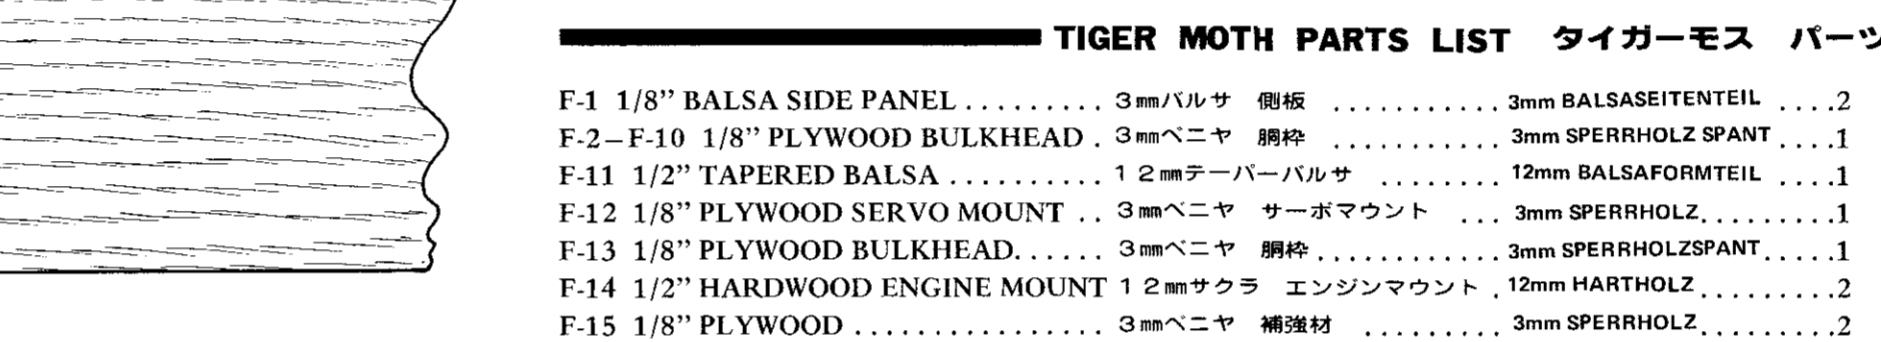 TIGER MOTH PARTS LIST タイガーモス パーツ
F-1 1/8” BALSA SIDE PANEL ......... 3㎜バルサ 側板 ............ 3mm BALSASEITENTEIL ....2
F-2–F-10 1/8” PLYWOOD BULKHEAD . 3㎜ベニヤ 胴枠 ............ 3mm SPERRHOLZ SPANT ....1
F-11 1/2” TAPERED BALSA .......... 12㎜テーパーバルサ ........ 12mm BALSAFORMTEIL ....1
F-12 1/8” PLYWOOD SERVO MOUNT .. 3㎜ベニヤ サーボマウント ... 3mm SPERRHOLZ.........1
F-13 1/8” PLYWOOD BULKHEAD...... 3㎜ベニヤ 胴枠............. 3mm SPERRHOLZSPANT.....1
F-14 1/2” HARDWOOD ENGINE MOUNT 12㎜サクラ エンジンマウント . 12mm HARTHOLZ.........2
F-15 1/8” PLYWOOD ................ 3㎜ベニヤ 補強材 ......... 3mm SPERRHOLZ.........2